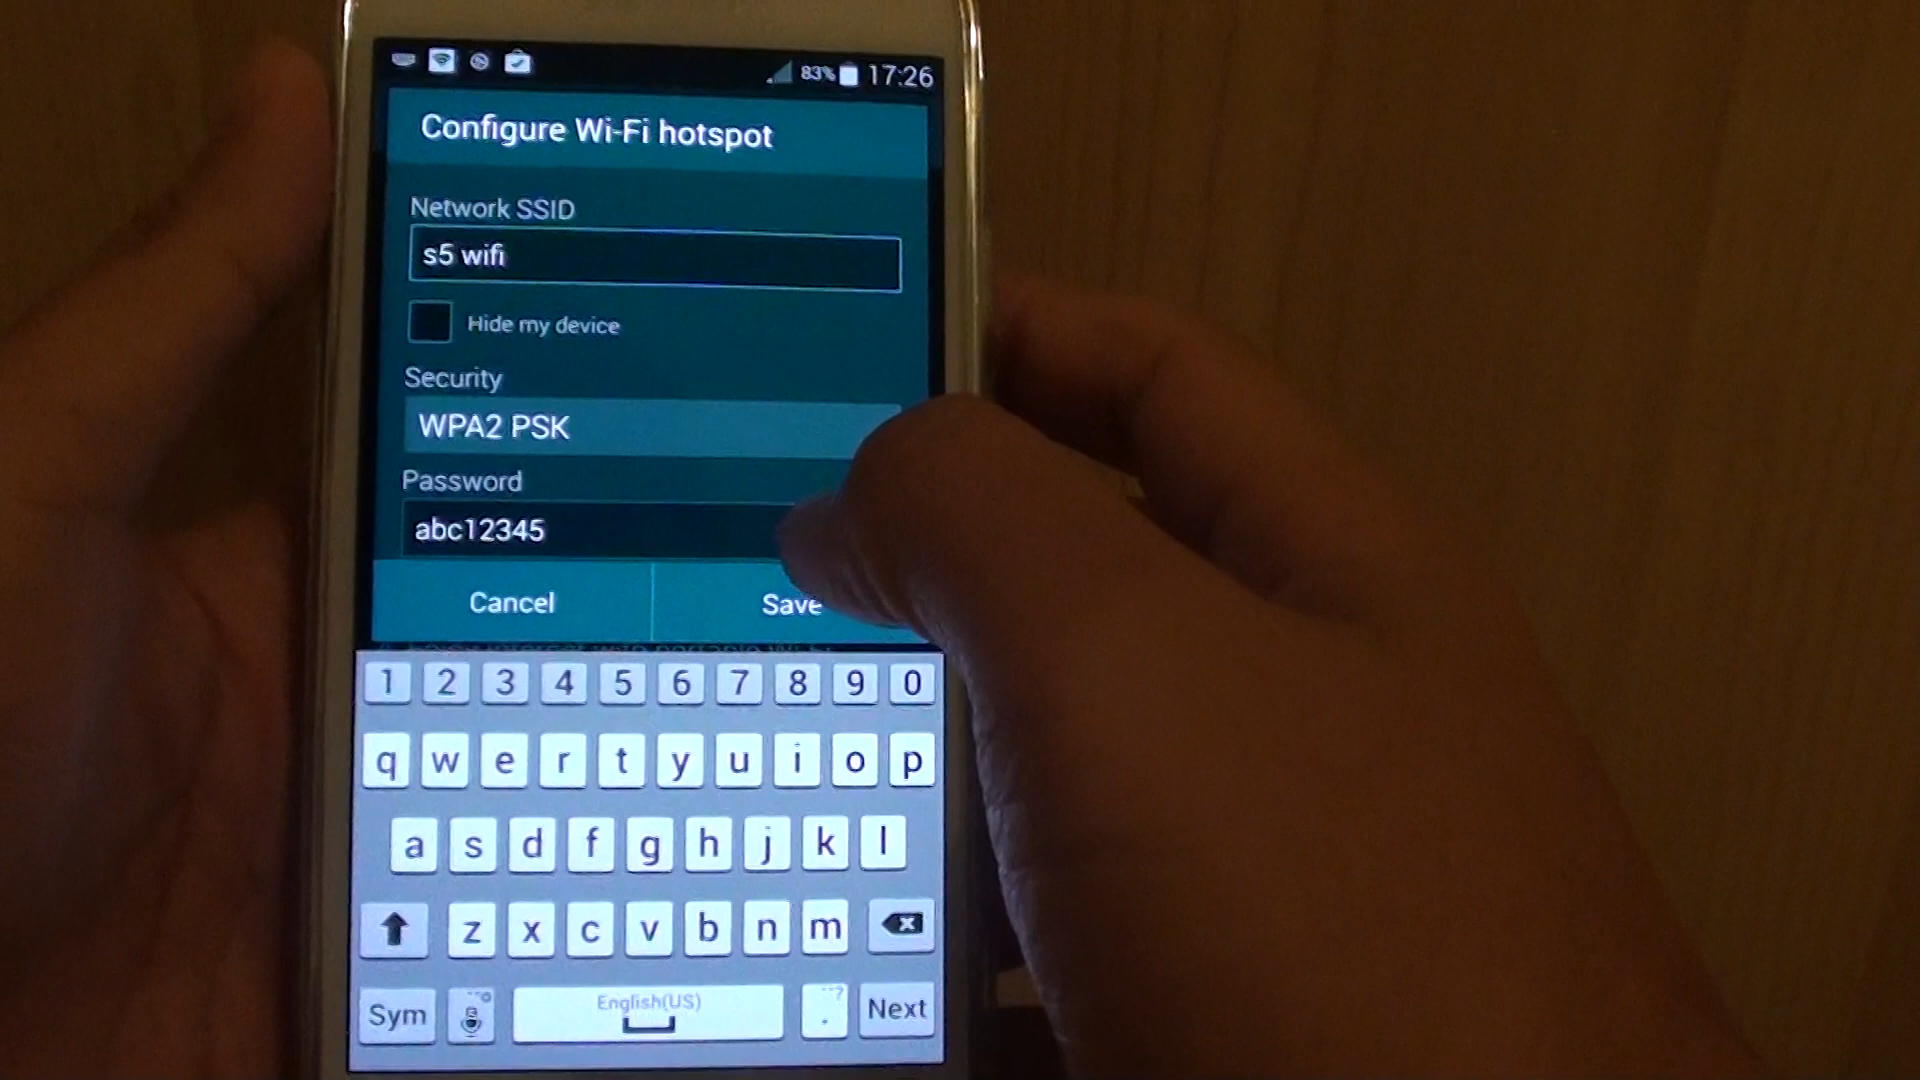 83% 17:26
Configure Wi-Fi hotspot
Network SSID
s5 wifi
Hide my device
Security
WPA2 PSK
Password
abc12345
Cancel Save
1 2 3 4 5 6 7 8 9 0
q w e r t y u i o p
a s d f g h j k l
z x c v b n m
Sym English(US) . Next